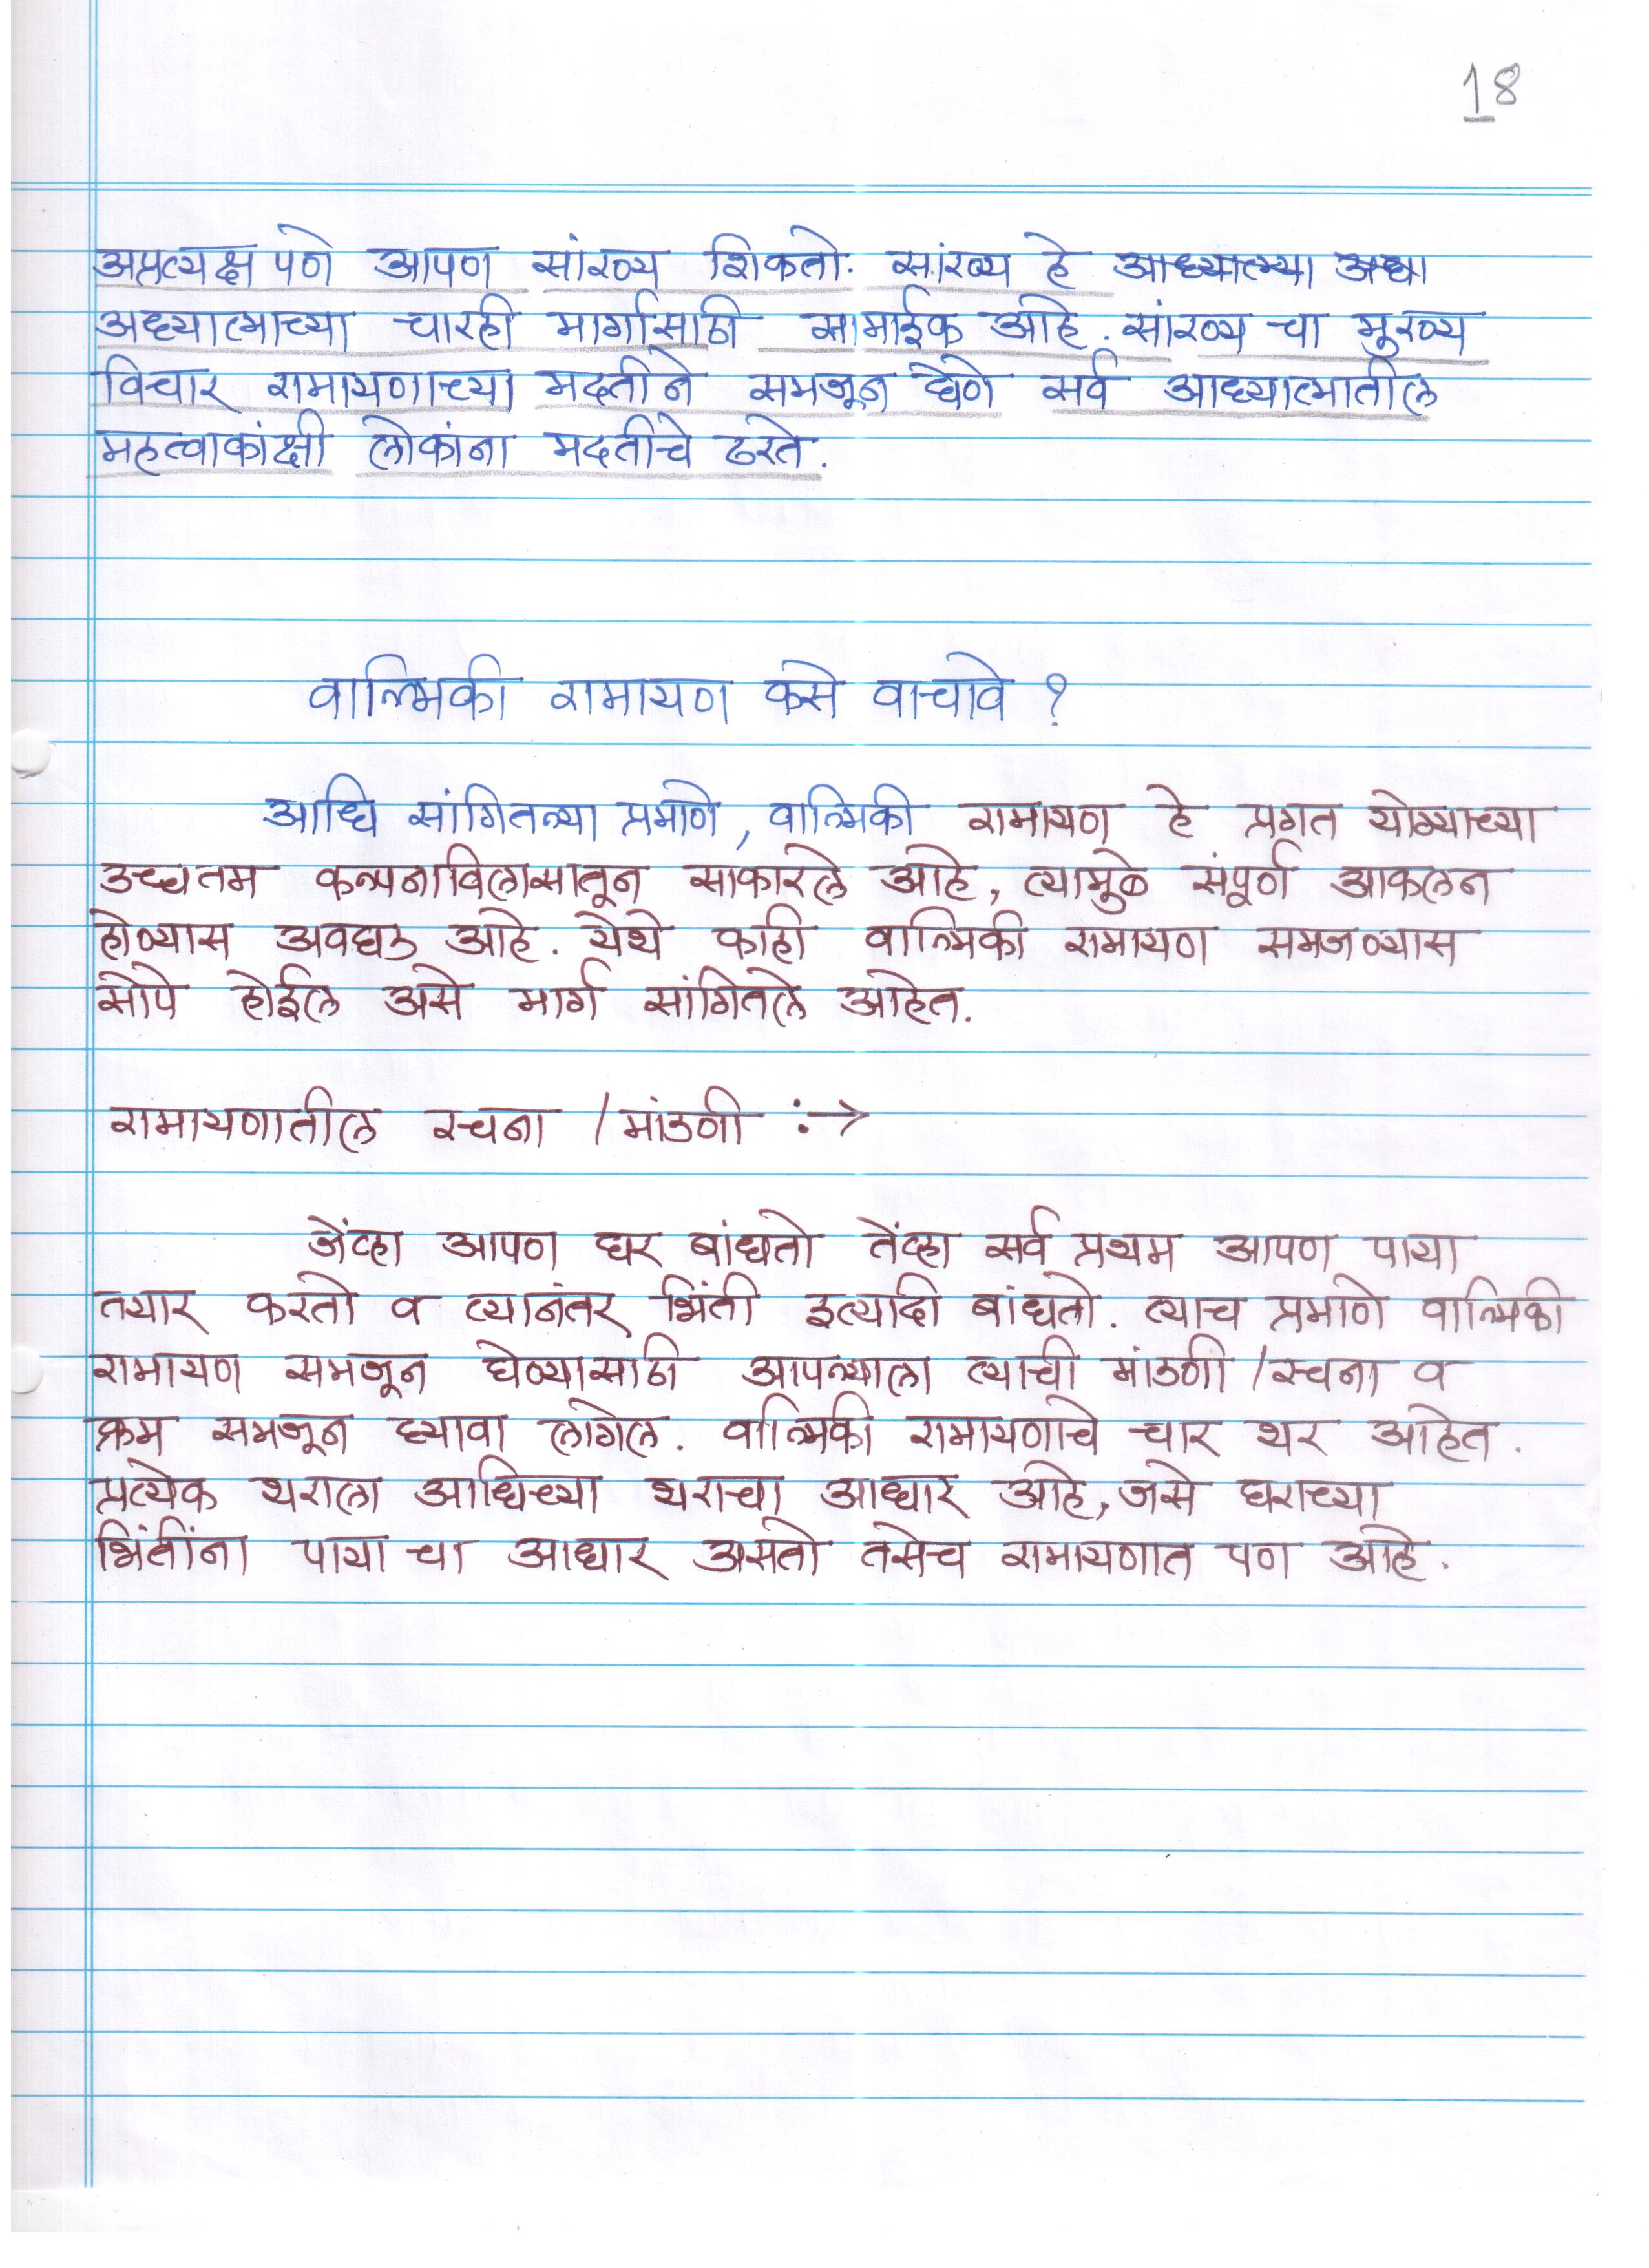 18
अप्रत्यक्ष पणे आपण सांख्य शिकतो. सांख्य हे आध्यात्म्या
अध्यात्माच्या चारही मार्गासाठी सामाईक आहे. सांख्य चा मुख्य
विचार रामायणाच्या मदतीने समजून घेणे सर्व आध्यात्मातील
महत्वाकांक्षी लोकांना मदतीचे ठरते.
वाल्मिकी रामायण कसे वाचावे ?
आधि सांगितल्या प्रमाणे, वाल्मिकी रामायण हे प्रगत योग्याच्या
उच्चतम कल्पनाविलासातून साकारले आहे, त्यामुळे संपूर्ण आकलन
होण्यास अवघड आहे. येथे काही वाल्मिकी रामायण समजण्यास
सोपे होईल असे मार्ग सांगितले आहेत.
रामायणातील रचना / मांडणी :→
जेंव्हा आपण घर बांधतो तेंव्हा सर्व प्रथम आपण पाया
तयार करतो व त्यानंतर भिंती इत्यादी बांधतो. त्याच प्रमाणे वाल्मिकी
रामायण समजून घेण्यासाठी आपल्याला त्याची मांडणी / रचना व
क्रम समजून घ्यावा लागेल. वाल्मिकी रामायणाचे चार थर आहेत.
प्रत्येक थराला आधिच्या थराचा आधार आहे, जसे घराच्या
भिंतींना पाया चा आधार असतो तसेच रामायणात पण आहे.